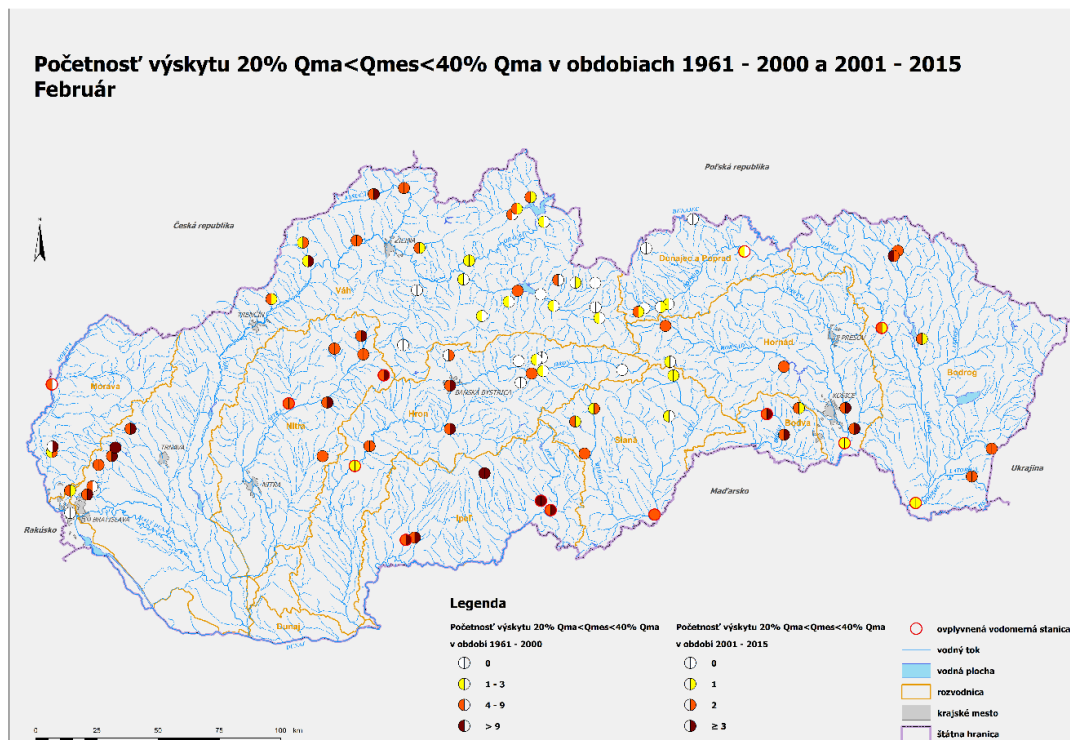 Početnosť výskytu 20% Qma<Qmes<40% Qma v obdobiach 1961 - 2000 a 2001 - 2015
Február
Poľská republika
Česká republika
ŽILINA
Dunajec a Poprad
Váh
TRENČÍN
PREŠOV
Hornád
Morava
Bodrog
BANSKÁ BYSTRICA
Hron
KOŠICE
Nitra
Bodva
Slaná
TRNAVA
Ukrajina
NITRA
Maďarsko
Ipeľ
BRATISLAVA
Rakúsko
Dunaj
DUNAJ
Legenda
Početnosť výskytu 20% Qma<Qmes<40% Qma
v období 1961 - 2000
0
1 - 3
4 - 9
> 9
Početnosť výskytu 20% Qma<Qmes<40% Qma
v období 2001 - 2015
0
1
2
≥ 3
ovplyvnená vodomerná stanica
vodný tok
vodná plocha
rozvodnica
krajské mesto
štátna hranica
0 25 50 75 100 km